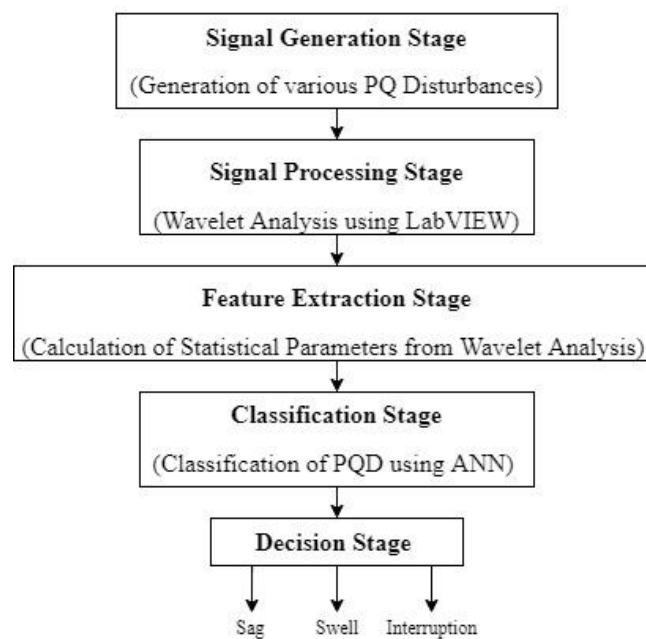 Signal Generation Stage
(Generation of various PQ Disturbances)
Signal Processing Stage
(Wavelet Analysis using LabVIEW)
Feature Extraction Stage
(Calculation of Statistical Parameters from Wavelet Analysis)
Classification Stage
(Classification of PQD using ANN)
Decision Stage
Sag Swell Interruption